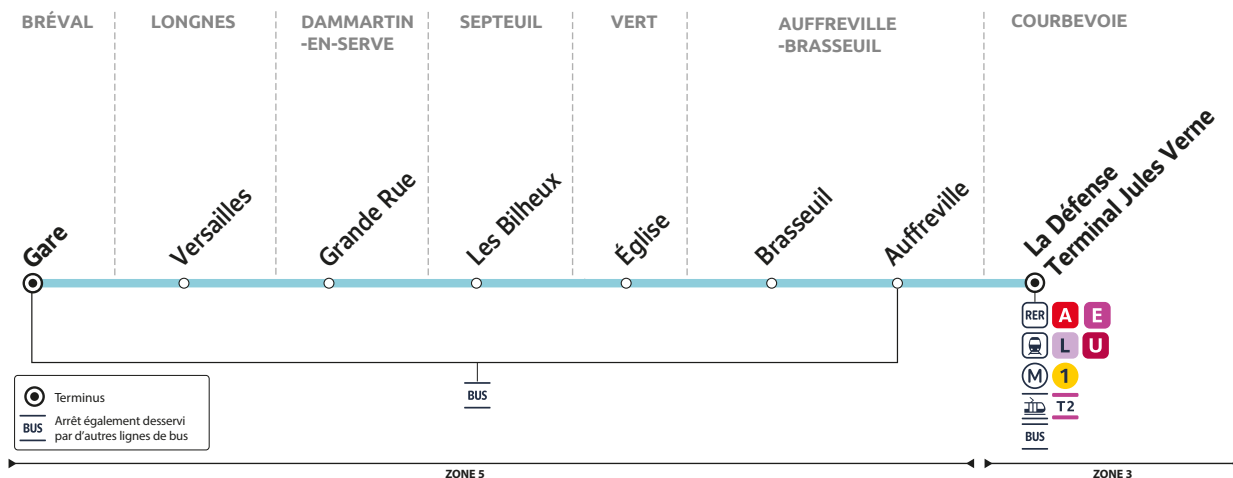 BRÉVAL
LONGNES
DAMMARTIN
-EN-SERVE
SEPTEUIL
VERT
AUFFREVILLE
-BRASSEUIL
COURBEVOIE
Gare
Versailles
Grande Rue
Les Bilheux
Église
Brasseuil
Auffreville
La Défense
Terminal Jules Verne
RER A E
L U
M 1
T2
BUS
BUS
Terminus
BUS Arrêt également desservi
par d'autres lignes de bus
ZONE 5
ZONE 3